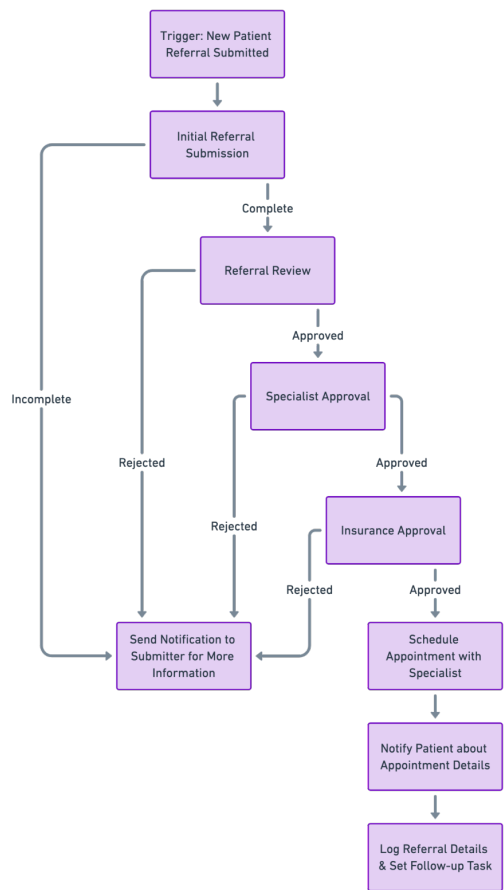 Trigger: New Patient
Referral Submitted
Initial Referral
Submission
Complete
Referral Review
Approved
Incomplete
Specialist Approval
Rejected
Approved
Rejected
Insurance Approval
Rejected
Approved
Send Notification to
Submitter for More
Information
Schedule
Appointment with
Specialist
Notify Patient about
Appointment Details
Log Referral Details
& Set Follow-up Task